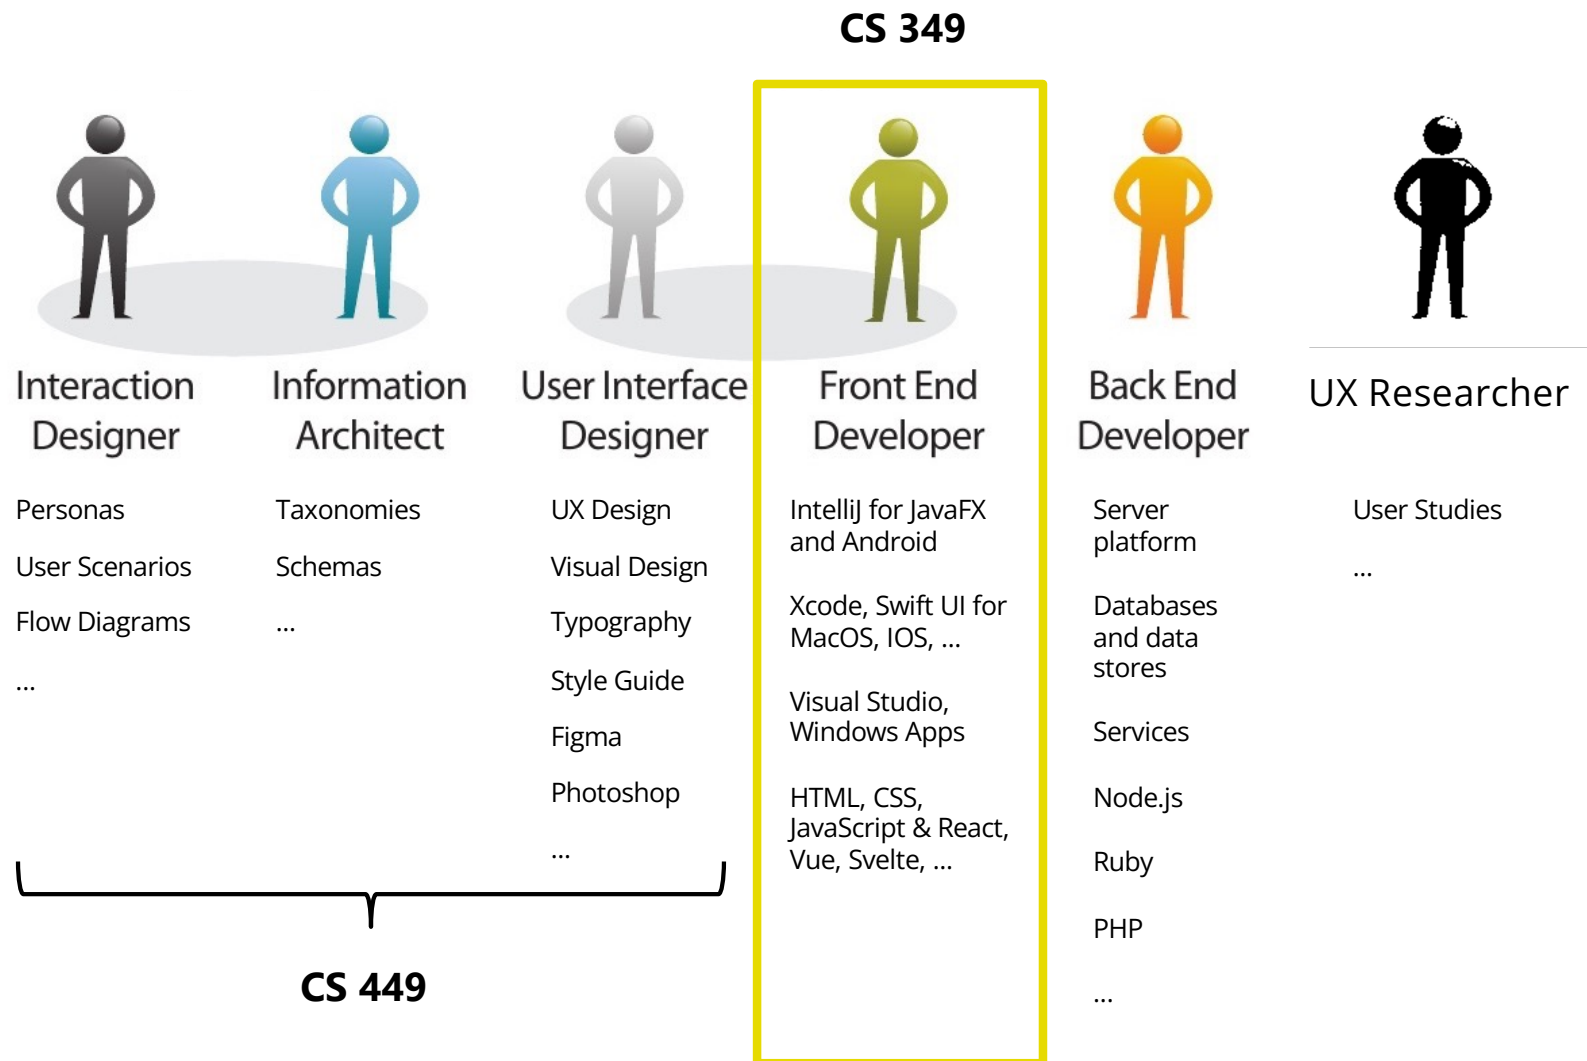 CS 349
Interaction
Designer
Personas
User Scenarios
Flow Diagrams
...
Information
Architect
Taxonomies
Schemas
...
User Interface
Designer
UX Design
Visual Design
Typography
Style Guide
Figma
Photoshop
...
CS 449
Front End
Developer
IntelliJ for JavaFX
and Android
Xcode, Swift UI for
MacOS, IOS, ...
Visual Studio,
Windows Apps
HTML, CSS,
JavaScript & React,
Vue, Svelte, ...
Back End
Developer
Server
platform
Databases
and data
stores
Services
Node.js
Ruby
PHP
...
UX Researcher
User Studies
...